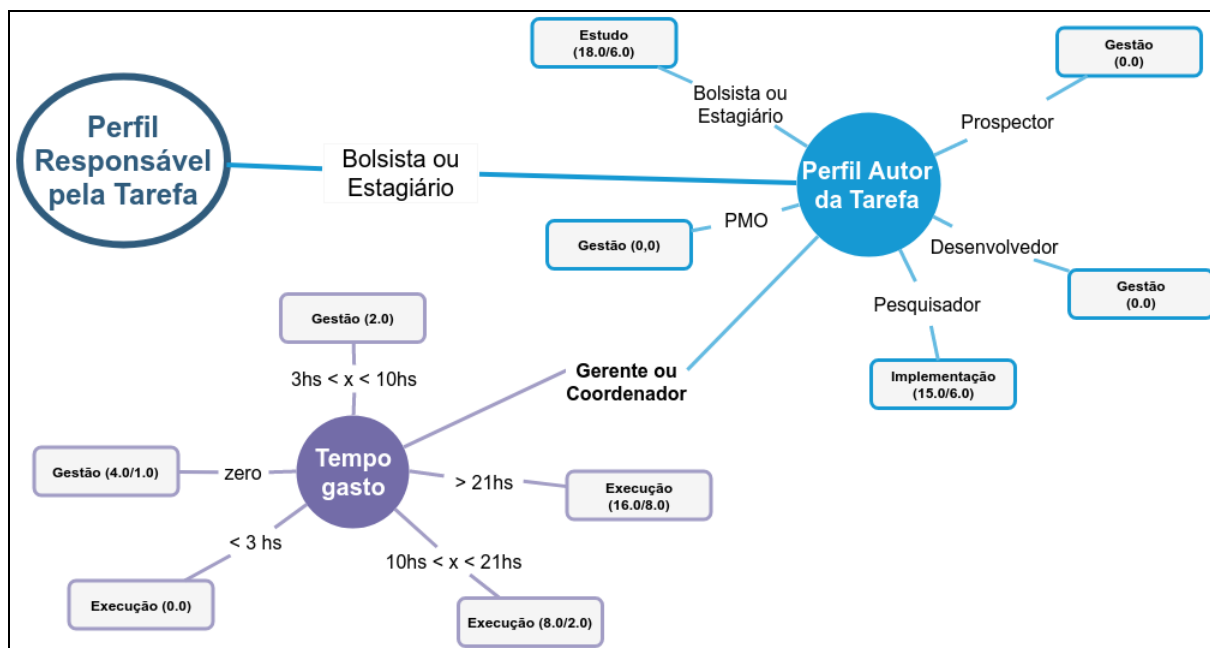 Estudo
(18.0/6.0)
Gestão
(0.0)
Bolsista ou
Estagiário
Prospector
Perfil
Responsável
pela Tarefa
Bolsista ou
Estagiário
Perfil Autor
da Tarefa
PMO
Gestão (0,0)
Desenvolvedor
Gestão
(0.0)
Pesquisador
Implementação
(15.0/6.0)
Gestão (2.0)
3hs < x < 10hs
Gerente ou
Coordenador
Tempo
gasto
Gestão (4.0/1.0)
zero
> 21hs
Execução
(16.0/8.0)
< 3 hs
10hs < x < 21hs
Execução (0.0)
Execução (8.0/2.0)